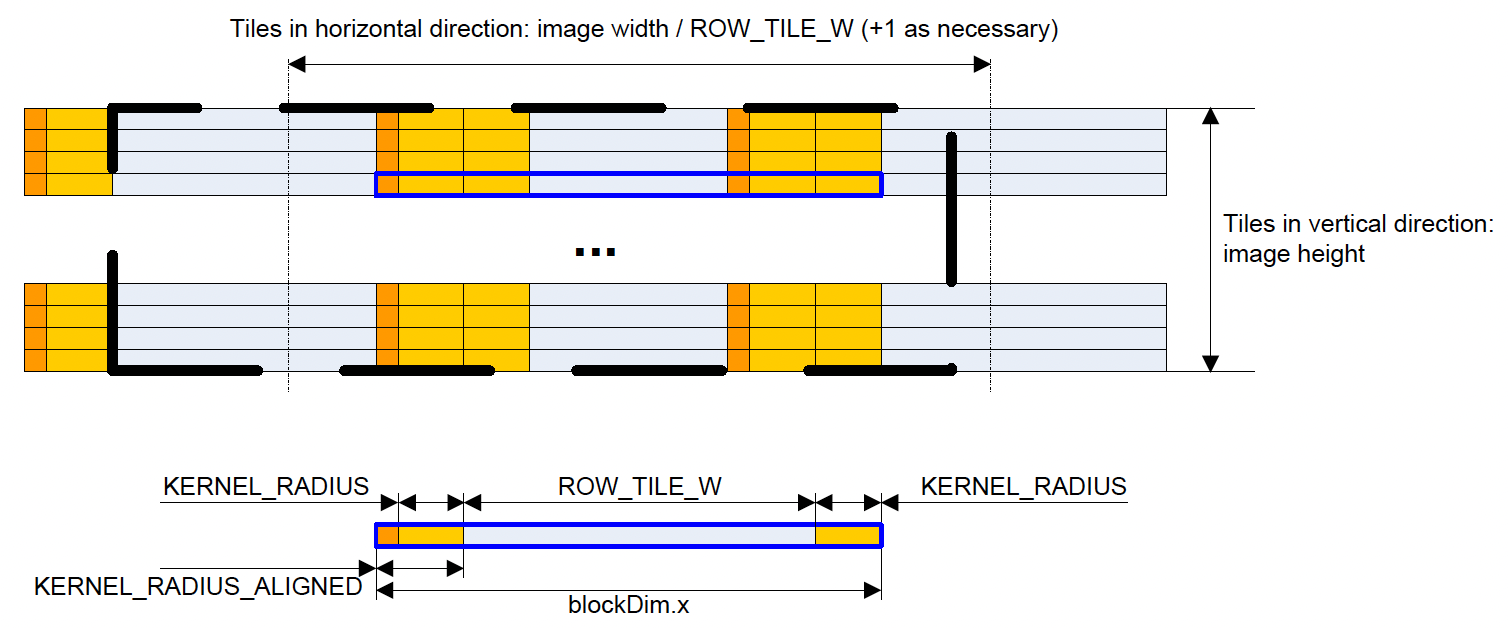 Tiles in horizontal direction: image width / ROW_TILE_W (+1 as necessary)
Tiles in vertical direction:
image height
...
KERNEL_RADIUS
ROW_TILE_W
KERNEL_RADIUS
KERNEL_RADIUS_ALIGNED
blockDim.x